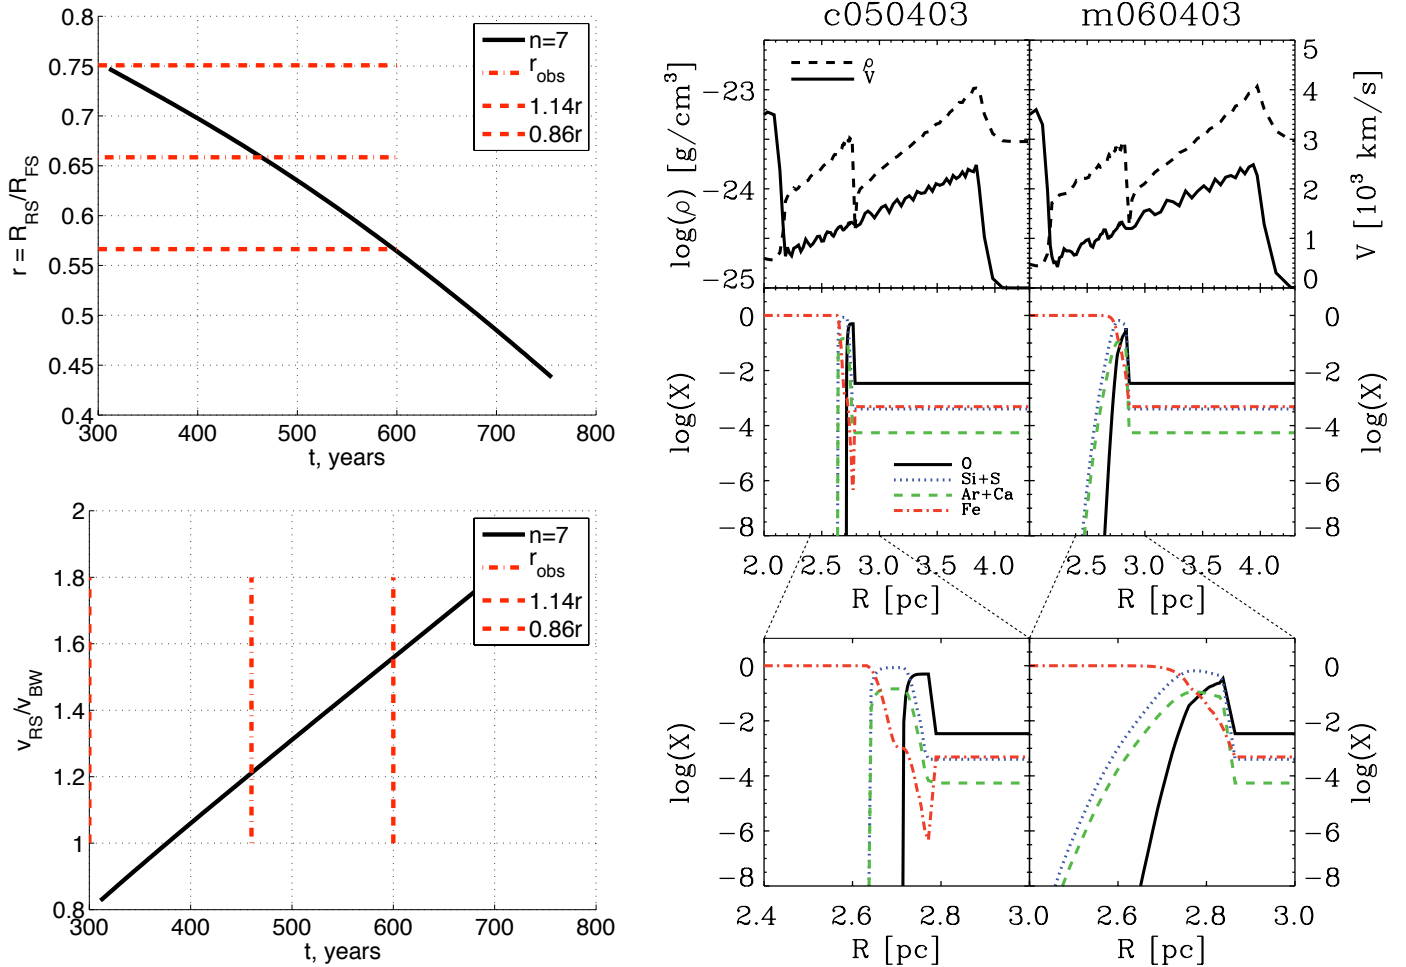 0.8
0.75
0.7
0.65
0.6
0.55
0.5
0.45
0.4
r = R_RS/R_FS
n=7
r_obs
1.14r
0.86r
300 400 500 600 700 800
t, years
2
1.8
1.6
1.4
1.2
1
0.8
v_RS/v_BW
n=7
r_obs
1.14r
0.86r
300 400 500 600 700 800
t, years
c050403 m060403
ρ
V
-23
-24
-25
log(ρ) [g/cm³]
5
4
3
2
1
0
V [10³ km/s]
0
-2
-4
-6
-8
log(X)
O
Si+S
Ar+Ca
Fe
0
-2
-4
-6
-8
log(X)
2.0 2.5 3.0 3.5 4.0 2.5 3.0 3.5 4.0
R [pc] R [pc]
0
-2
-4
-6
-8
log(X)
0
-2
-4
-6
-8
log(X)
2.4 2.6 2.8 3.0 2.6 2.8 3.0
R [pc] R [pc]